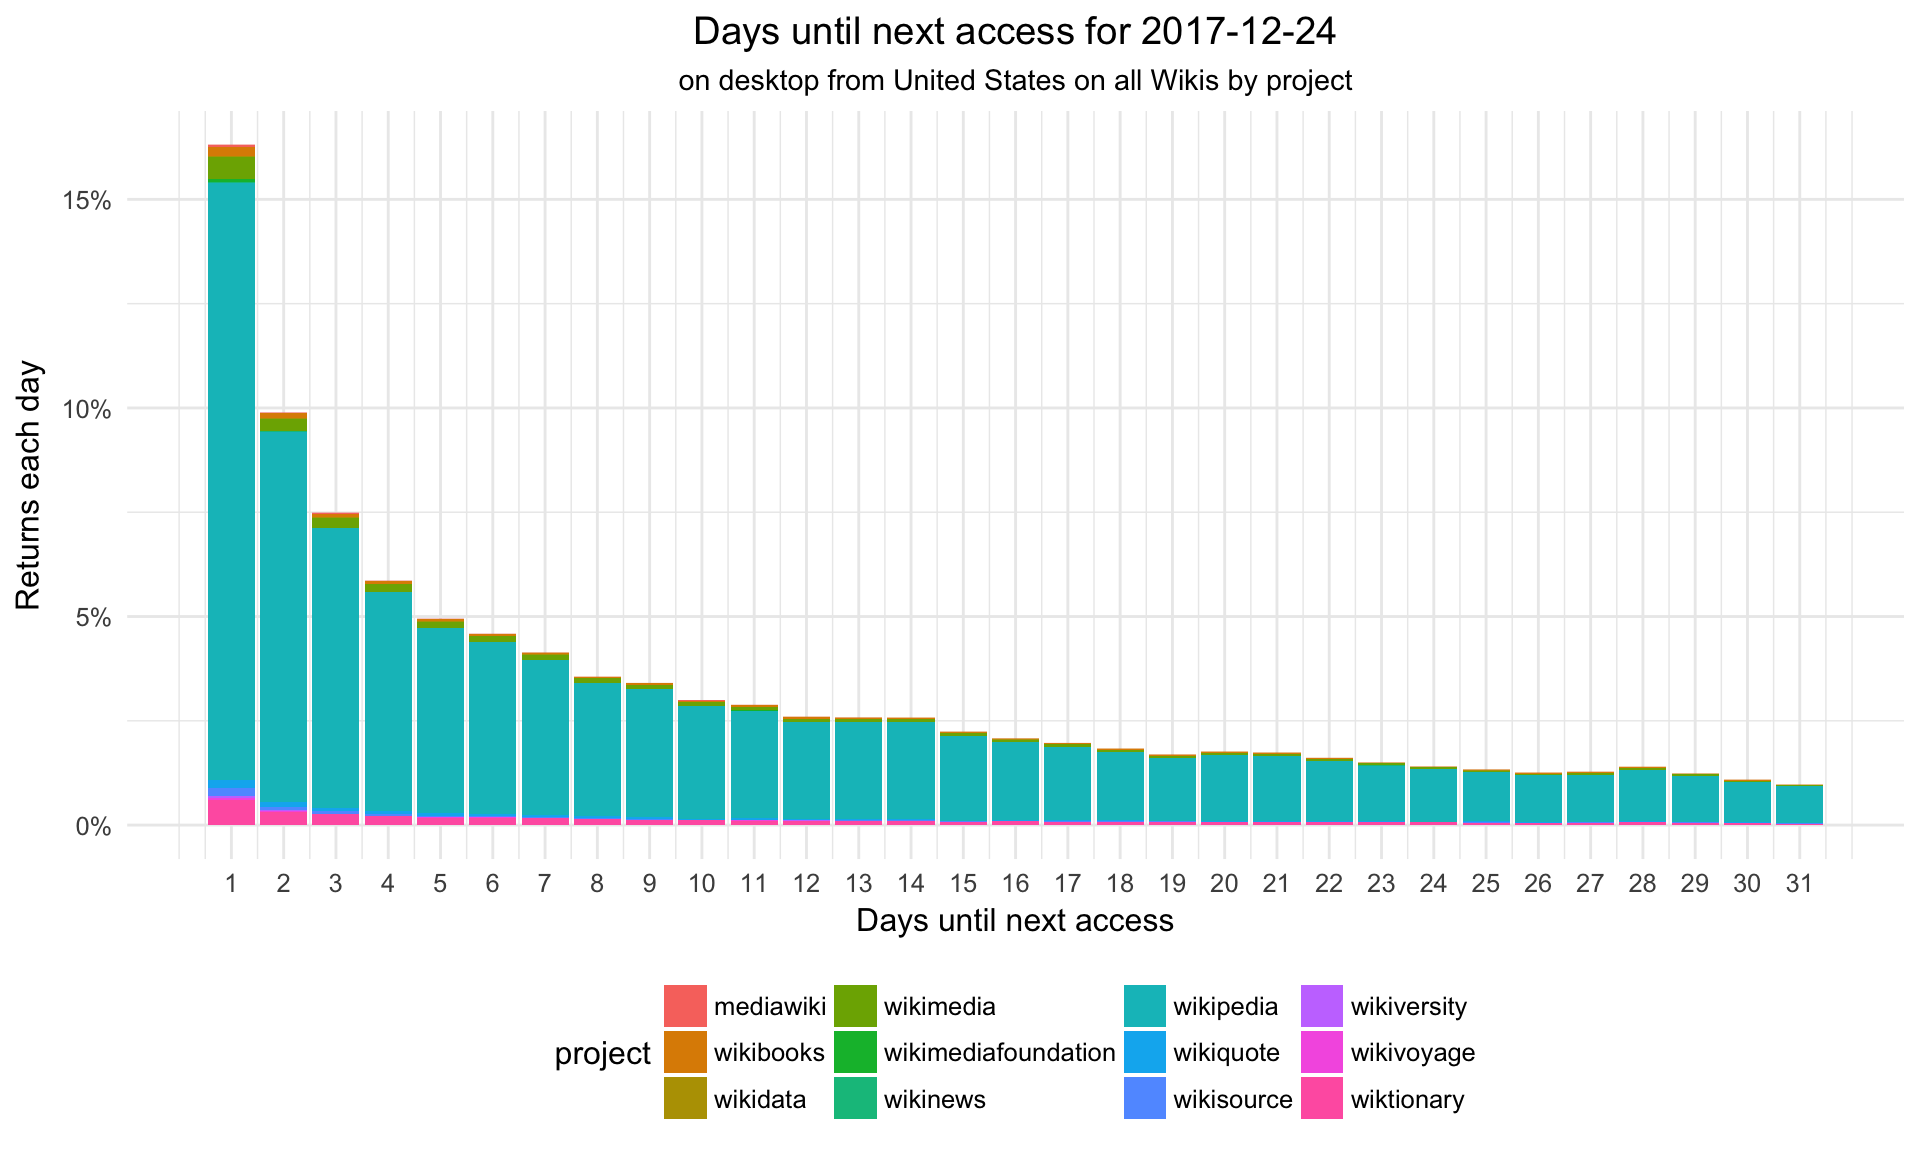 Days until next access for 2017-12-24
on desktop from United States on all Wikis by project
Returns each day
15%
10%
5%
0%
1 2 3 4 5 6 7 8 9 10 11 12 13 14 15 16 17 18 19 20 21 22 23 24 25 26 27 28 29 30 31
Days until next access
project
mediawiki wikimedia wikipedia wikiversity
wikibooks wikimediafoundation wikiquote wikivoyage
wikidata wikinews wikisource wiktionary